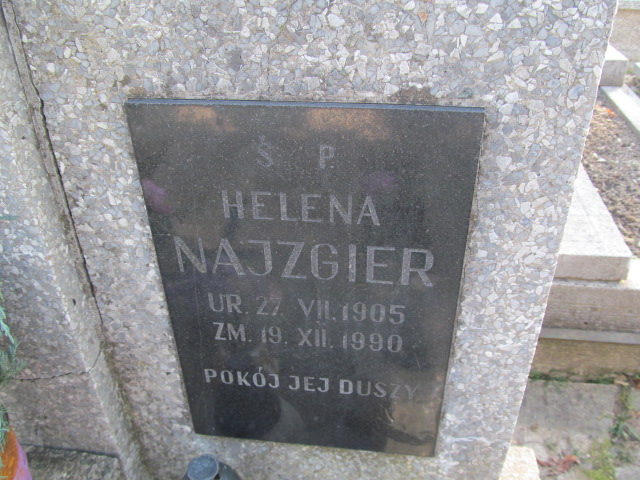 Ś P
HELENA
NAJZGIER
UR. 27. VII. 1905
ZM. 19. XII. 1990
POKÓJ JEJ DUSZY